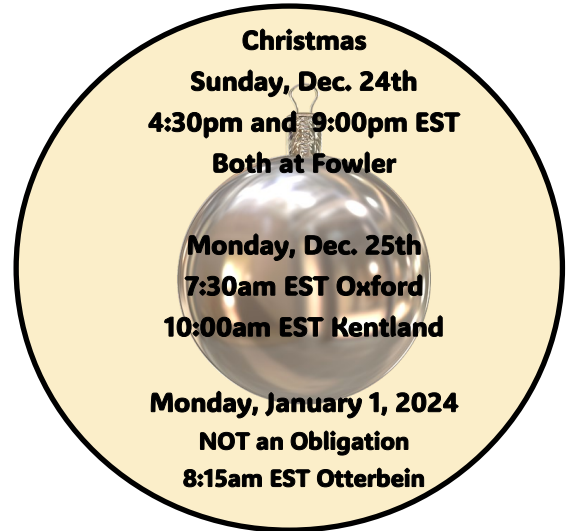 Christmas
Sunday, Dec. 24th
4:30pm and 9:00pm EST
Both at Fowler
Monday, Dec. 25th
7:30am EST Oxford
10:00am EST Kentland
Monday, January 1, 2024
NOT an Obligation
8:15am EST Otterbein